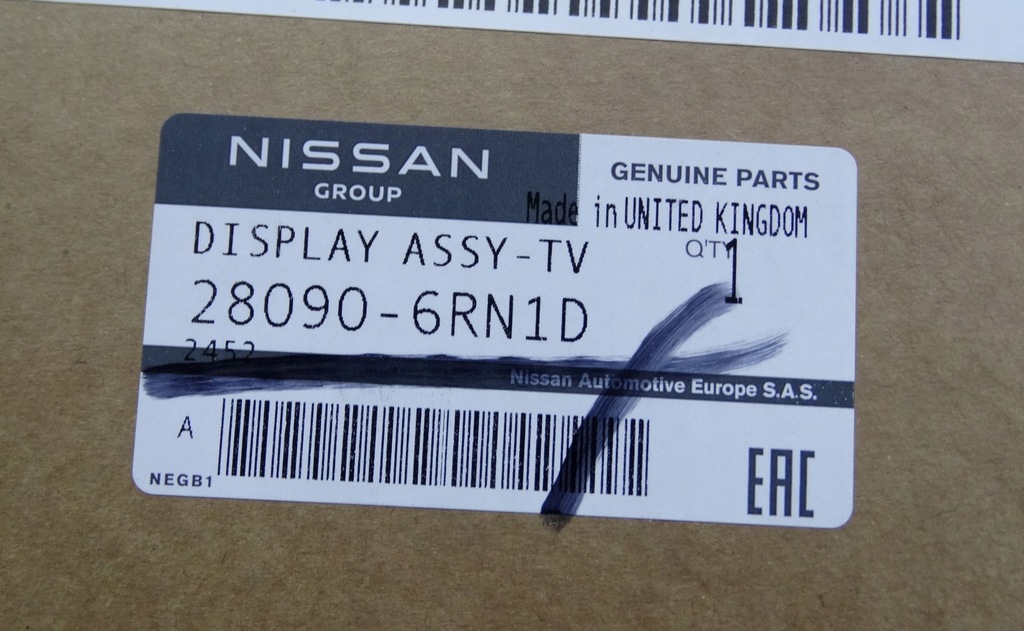 NISSAN
GROUP
GENUINE PARTS
Made in UNITED KINGDOM
DISPLAY ASSY-TV
Q'TY 1
28090-6RN1D
2452
Nissan Automotive Europe S.A.S.
A
NEGB1
EAC